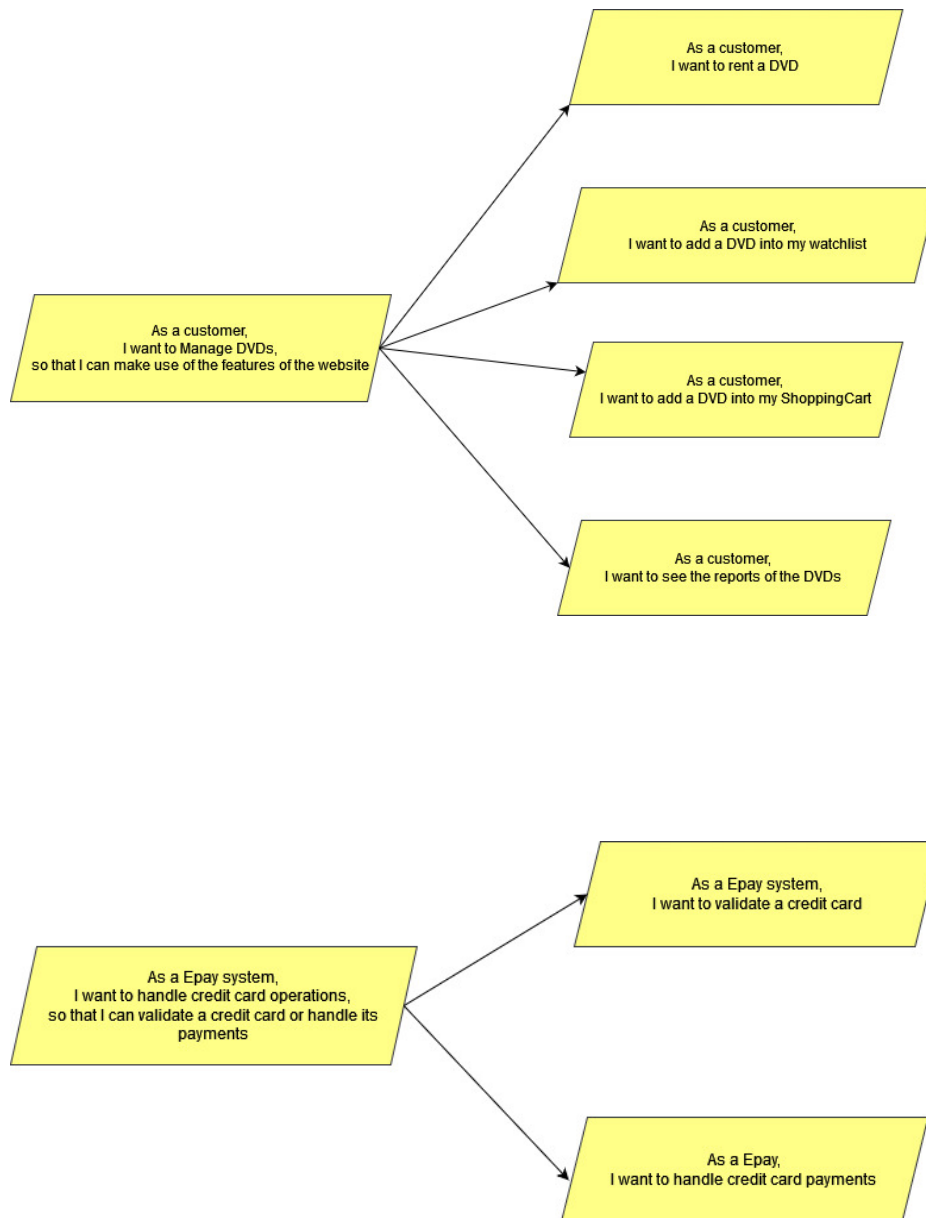 As a customer,
I want to rent a DVD
As a customer,
I want to add a DVD into my watchlist
As a customer,
I want to Manage DVDs,
so that I can make use of the features of the website
As a customer,
I want to add a DVD into my ShoppingCart
As a customer,
I want to see the reports of the DVDs
As a Epay system,
I want to validate a credit card
As a Epay system,
I want to handle credit card operations,
so that I can validate a credit card or handle its
payments
As a Epay,
I want to handle credit card payments